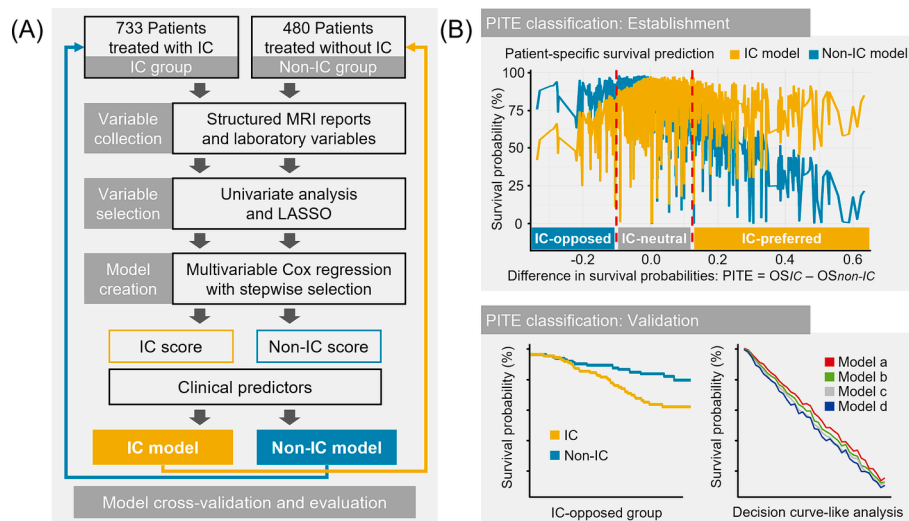 (A)
733 Patients
treated with IC
IC group
480 Patients
treated without IC
Non-IC group
Variable
collection
Structured MRI reports
and laboratory variables
Variable
selection
Univariate analysis
and LASSO
Model
creation
Multivariable Cox regression
with stepwise selection
IC score
Non-IC score
Clinical predictors
IC model
Non-IC model
Model cross-validation and evaluation
(B)
PITE classification: Establishment
Patient-specific survival prediction
IC model
Non-IC model
Survival probability (%)
100
75
50
25
0
IC-opposed
IC-neutral
IC-preferred
-0.2
0.0
0.2
0.4
0.6
Difference in survival probabilities: PITE = OSIC – OSnon-IC
PITE classification: Validation
Survival probability (%)
IC
Non-IC
IC-opposed group
Survival probability (%)
Model a
Model b
Model c
Model d
Decision curve-like analysis